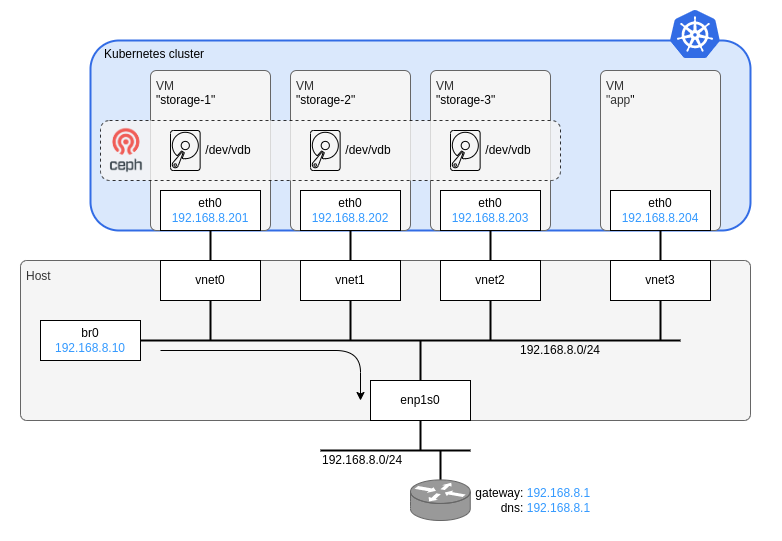 Kubernetes cluster
VM
"storage-1"
VM
"storage-2"
VM
"storage-3"
VM
"app"
ceph
/dev/vdb
/dev/vdb
/dev/vdb
eth0
192.168.8.201
eth0
192.168.8.202
eth0
192.168.8.203
eth0
192.168.8.204
Host
vnet0
vnet1
vnet2
vnet3
br0
192.168.8.10
192.168.8.0/24
enp1s0
192.168.8.0/24
gateway: 192.168.8.1
dns: 192.168.8.1